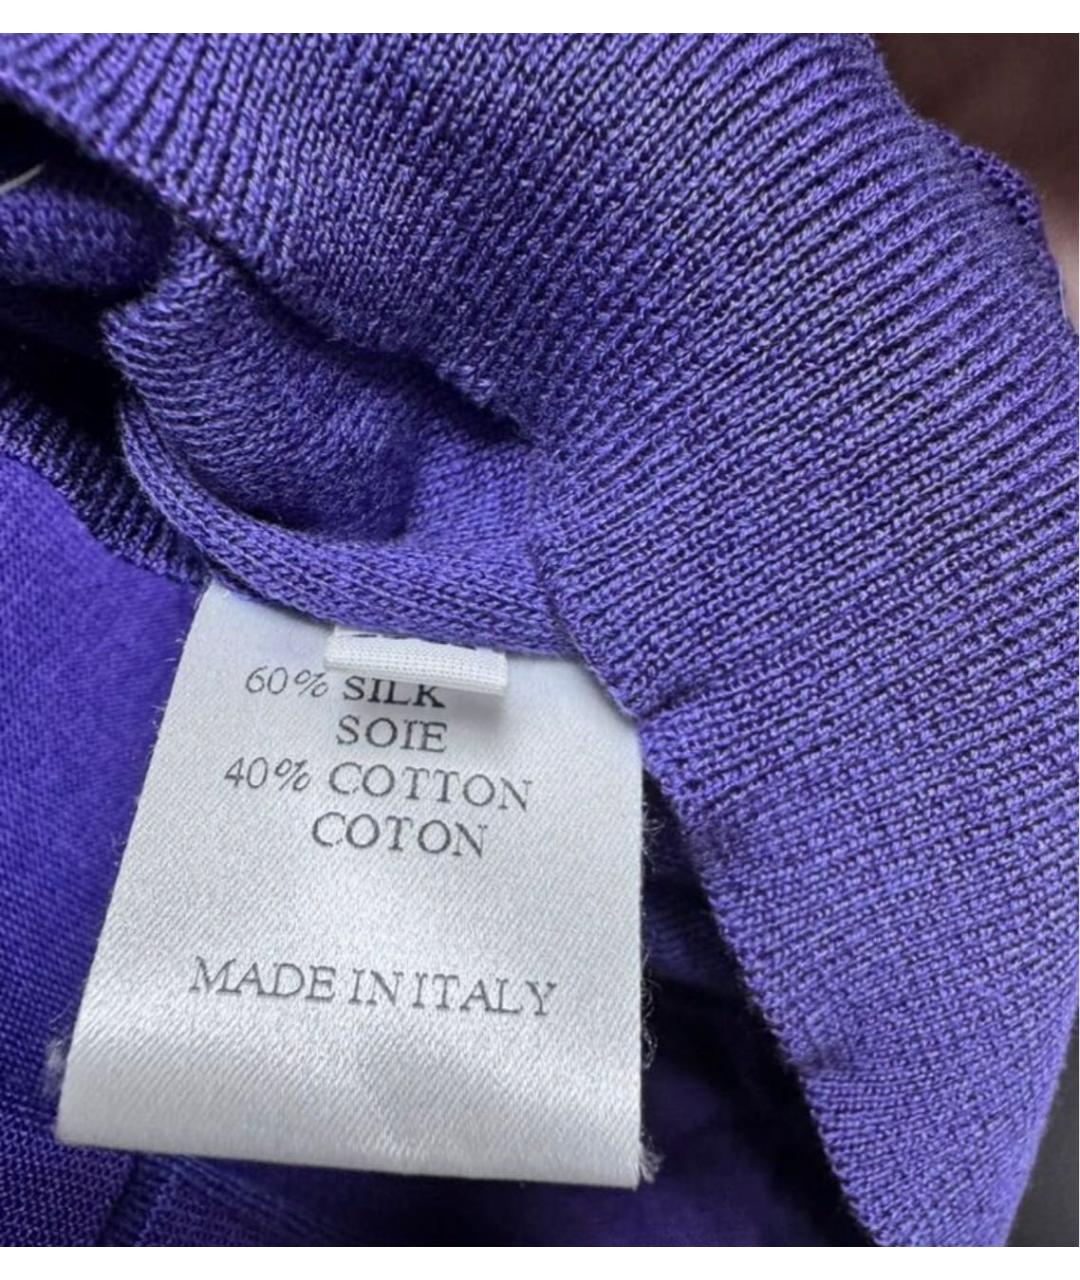 60% SILK
SOIE
40% COTTON
COTON
MADE IN ITALY